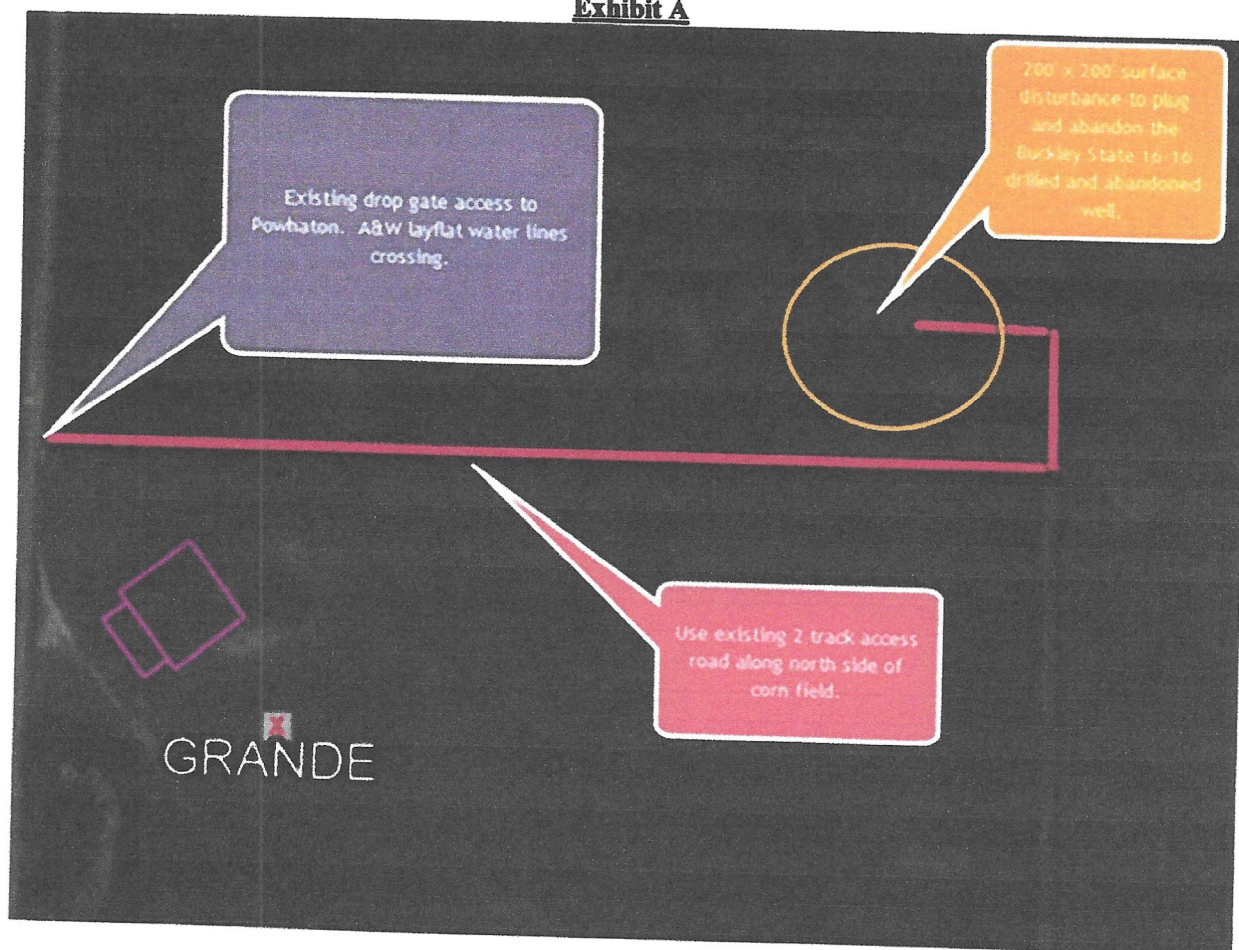 Exhibit A
200' x 200' surface
disturbance to plug
and abandon the
Buckley State 16-16
drilled and abandoned
well.
Existing drop gate access to
Powhaton. A&W layflat water lines
crossing.
Use existing 2 track access
road along north side of
corn field.
X
GRANDE